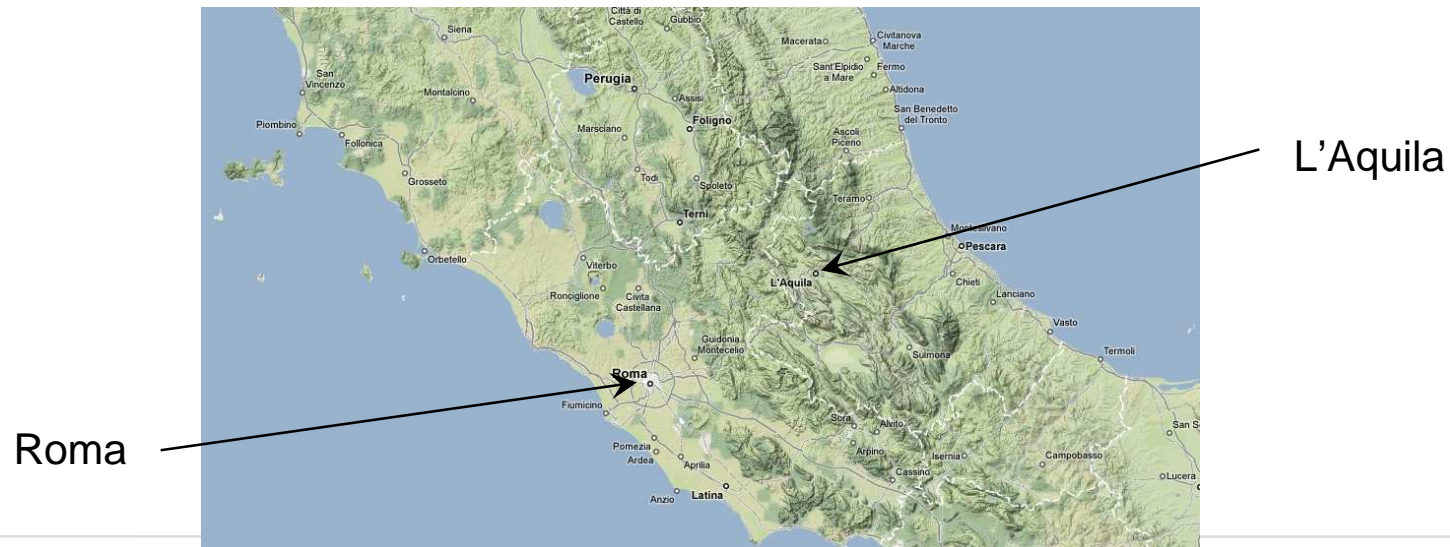 Città di
Castello
Gubbio
Siena
Macerata
Civitanova
Marche
San
Vincenzo
Perugia
Sant'Elpidio
a Mare
Fermo
Montalcino
Assisi
Altidona
San Benedetto
del Tronto
Piombino
Follonica
Marsciano
Foligno
Ascoli
Piceno
L'Aquila
Grosseto
Todi
Spoleto
Teramo
Terni
Montesilvano
Pescara
Orbetello
Viterbo
L'Aquila
Chieti
Ronciglione
Civita
Castellana
Lanciano
Vasto
Guidonia
Montecelio
Sulmona
Termoli
Roma
Fiumicino
Sora
Alvito
San S
Roma
Pomezia
Ardea
Aprilia
Arpino
Isernia
Campobasso
Cassino
Lucera
Anzio
Latina